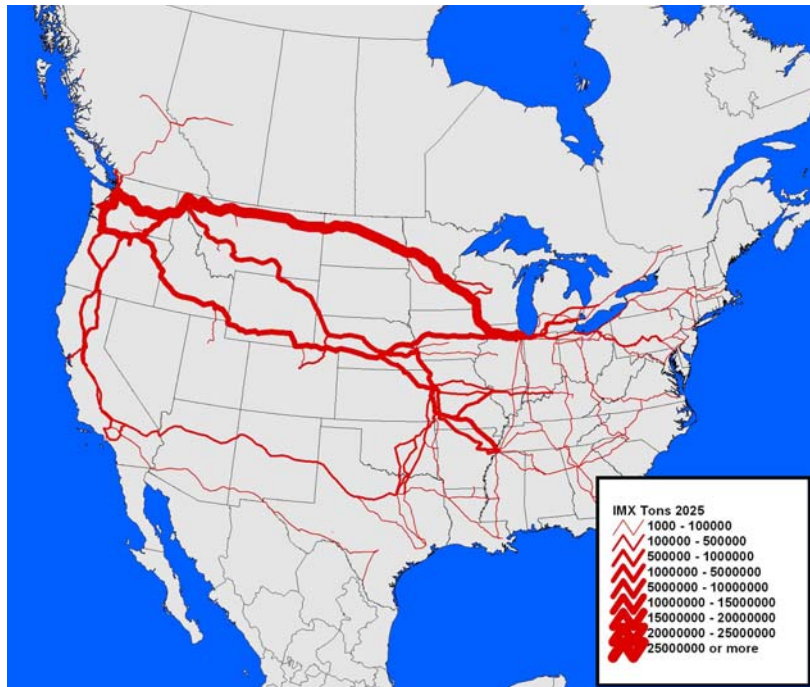 IMX Tons 2025
1000 - 100000
100000 - 500000
500000 - 1000000
1000000 - 5000000
5000000 - 10000000
10000000 - 15000000
15000000 - 20000000
20000000 - 25000000
25000000 or more